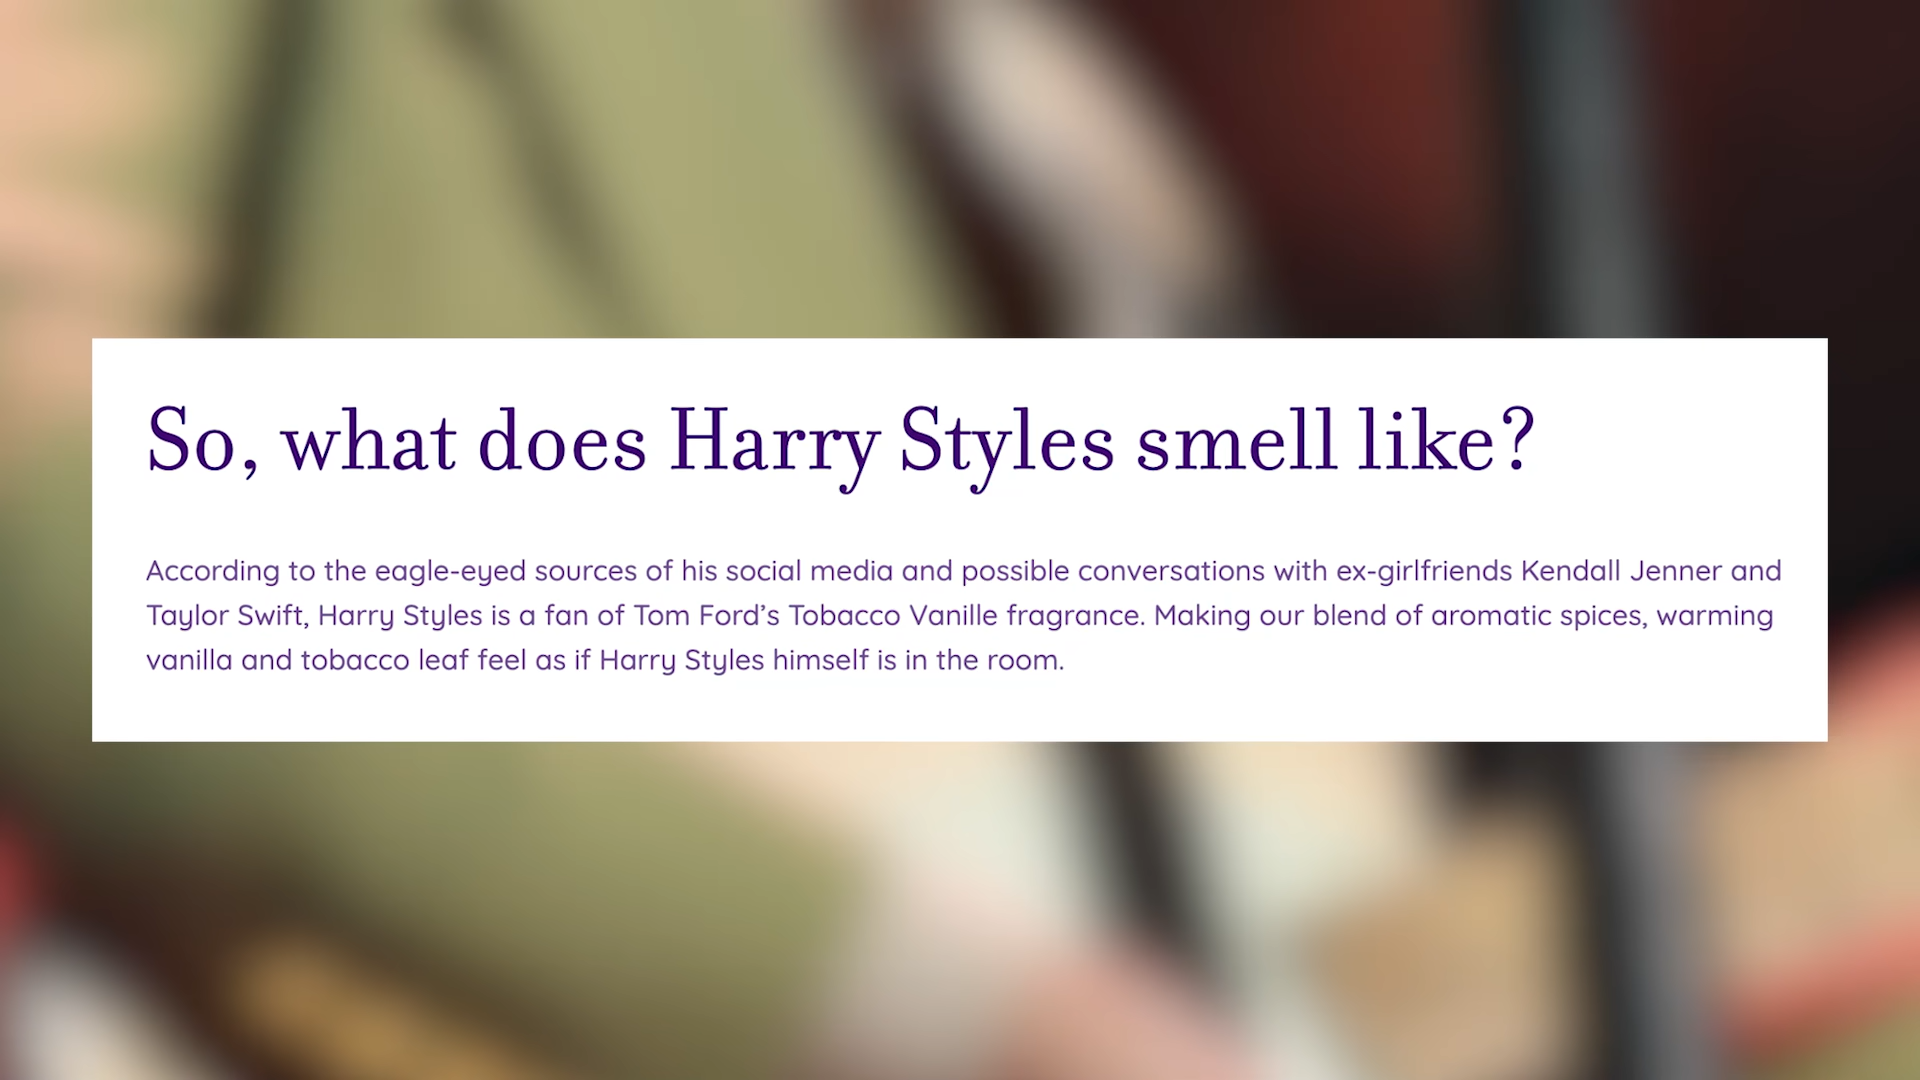 So, what does Harry Styles smell like?
According to the eagle-eyed sources of his social media and possible conversations with ex-girlfriends Kendall Jenner and
Taylor Swift, Harry Styles is a fan of Tom Ford’s Tobacco Vanille fragrance. Making our blend of aromatic spices, warming
vanilla and tobacco leaf feel as if Harry Styles himself is in the room.